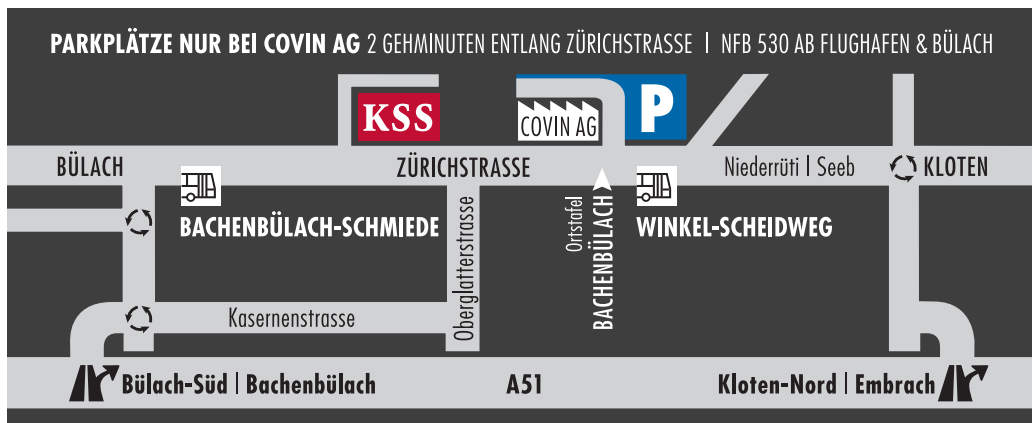 PARKPLÄTZE NUR BEI COVIN AG 2 GEHMINUTEN ENTLANG ZÜRICHSTRASSE | NFB 530 AB FLUGHAFEN & BÜLACH
KSS
COVIN AG
P
BÜLACH
ZÜRICHSTRASSE
Niederrüti | Seeb
KLOTEN
BACHENBÜLACH-SCHMIEDE
Oberglatterstrasse
Ortstafel
BACHENBÜLACH
WINKEL-SCHEIDWEG
Kasernenstrasse
Bülach-Süd | Bachenbülach
A51
Kloten-Nord | Embrach